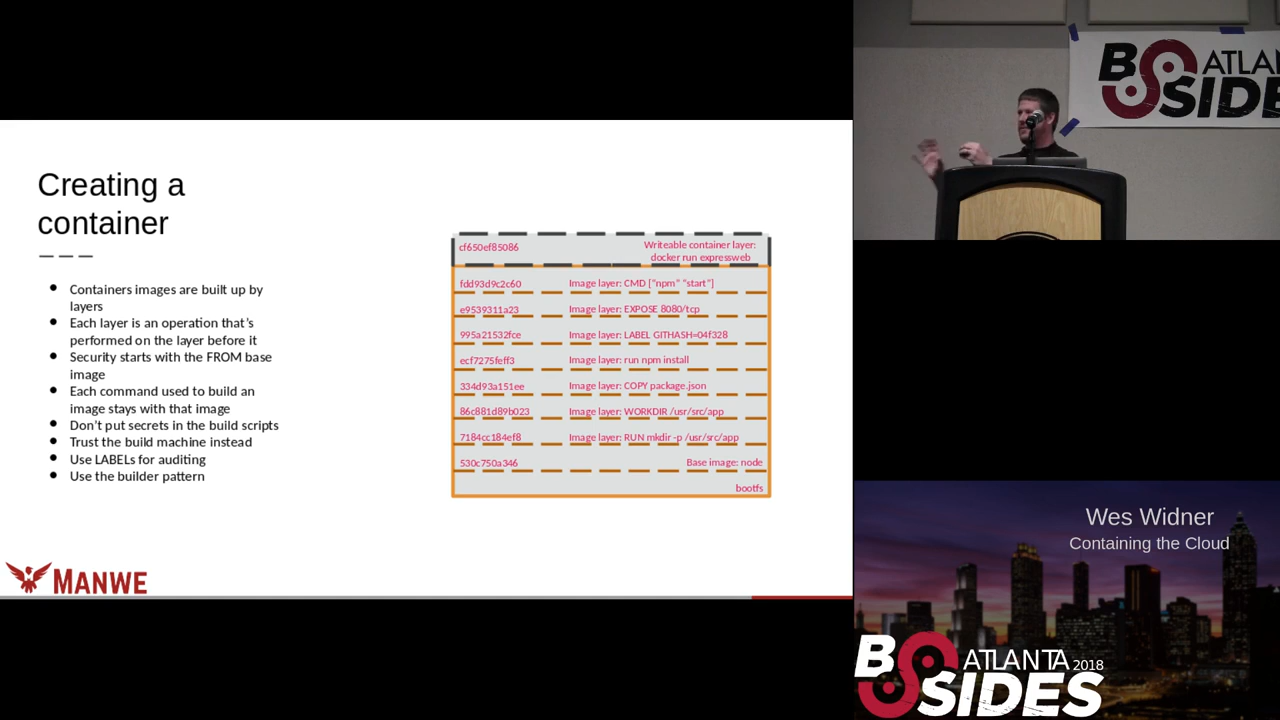 Creating a
container
Containers images are built up by
layers
Each layer is an operation that's
performed on the layer before it
Security starts with the FROM base
image
Each command used to build an
image stays with that image
Don't put secrets in the build scripts
Trust the build machine instead
Use LABELs for auditing
Use the builder pattern
cf650ef85086 Writeable container layer:
docker run expressweb
fdd93d9c2c60 Image layer: CMD ["npm" "start"]
e9539311a23 Image layer: EXPOSE 8080/tcp
995a21532fce Image layer: LABEL GITHASH=04f328
ecf7275feff3 Image layer: run npm install
334d93a151ee Image layer: COPY package.json
86c881d89b023 Image layer: WORKDIR /usr/src/app
7184cc184ef8 Image layer: RUN mkdir -p /usr/src/app
530c750a346 Base image: node
bootfs
MANWE
BSIDES ATLAN
Wes Widner
Containing the Cloud
BSIDES ATLANTA 2018